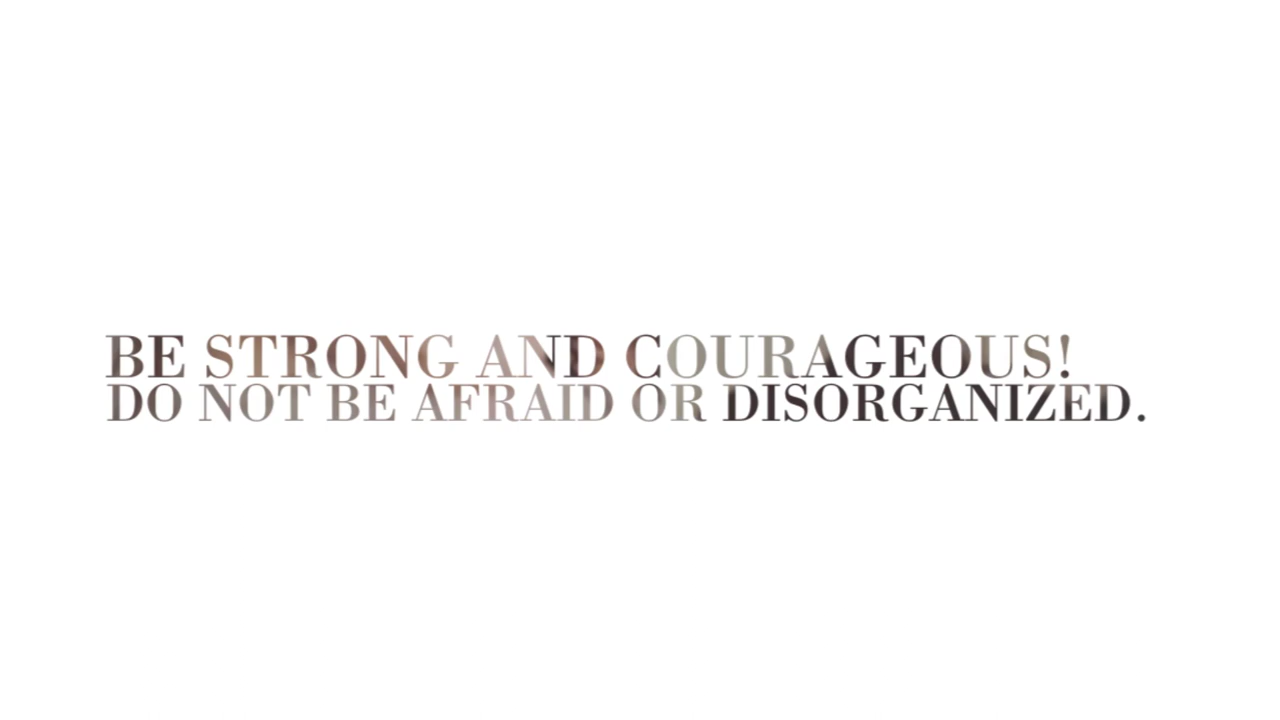 BE STRONG AND COURAGEOUS!
DO NOT BE AFRAID OR DISORGANIZED.